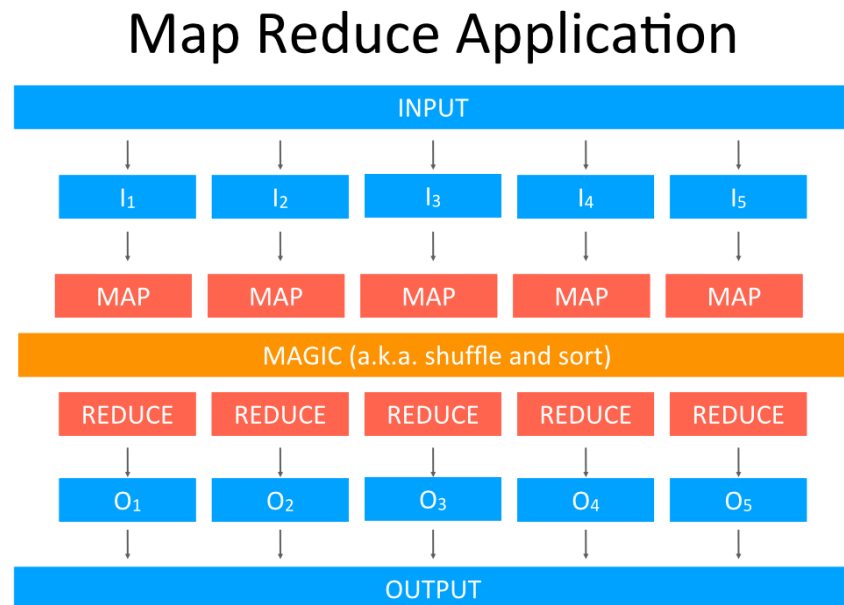 Map Reduce Application
INPUT
I₁ I₂ I₃ I₄ I₅
MAP MAP MAP MAP MAP
MAGIC (a.k.a. shuffle and sort)
REDUCE REDUCE REDUCE REDUCE REDUCE
O₁ O₂ O₃ O₄ O₅
OUTPUT